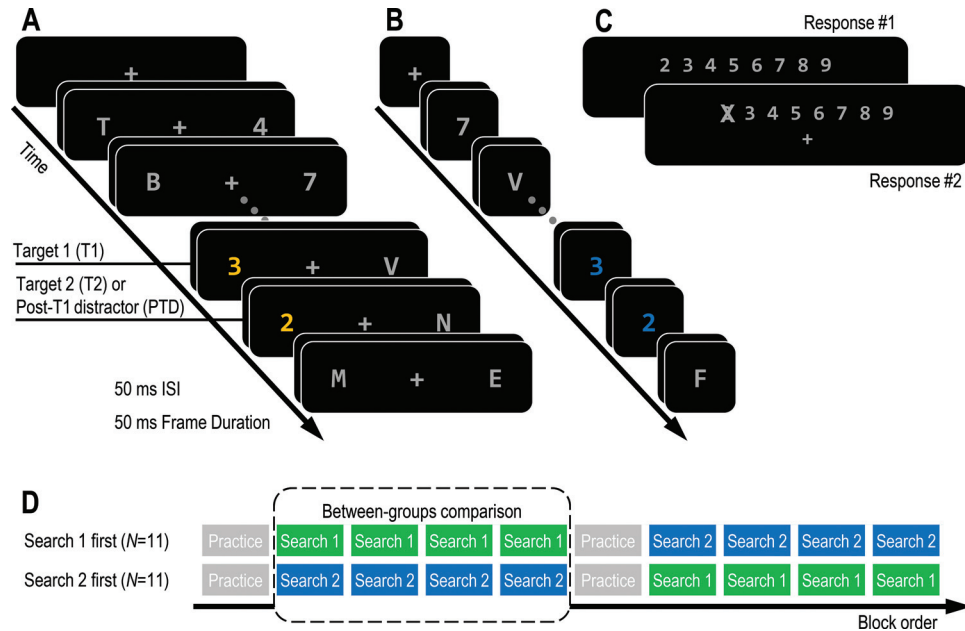 A
B
C
Response #1
+
+
2 3 4 5 6 7 8 9
T + 4
7
3 4 5 6 7 8 9
+
Time
B + 7
V
Response #2
Target 1 (T1)
3 + V
3
Target 2 (T2) or
Post-T1 distractor (PTD)
2 + N
2
M + E
F
50 ms ISI
50 ms Frame Duration
D
Between-groups comparison
Search 1 first (N=11) Practice Search 1 Search 1 Search 1 Search 1 Practice Search 2 Search 2 Search 2 Search 2
Search 2 first (N=11) Practice Search 2 Search 2 Search 2 Search 2 Practice Search 1 Search 1 Search 1 Search 1
Block order